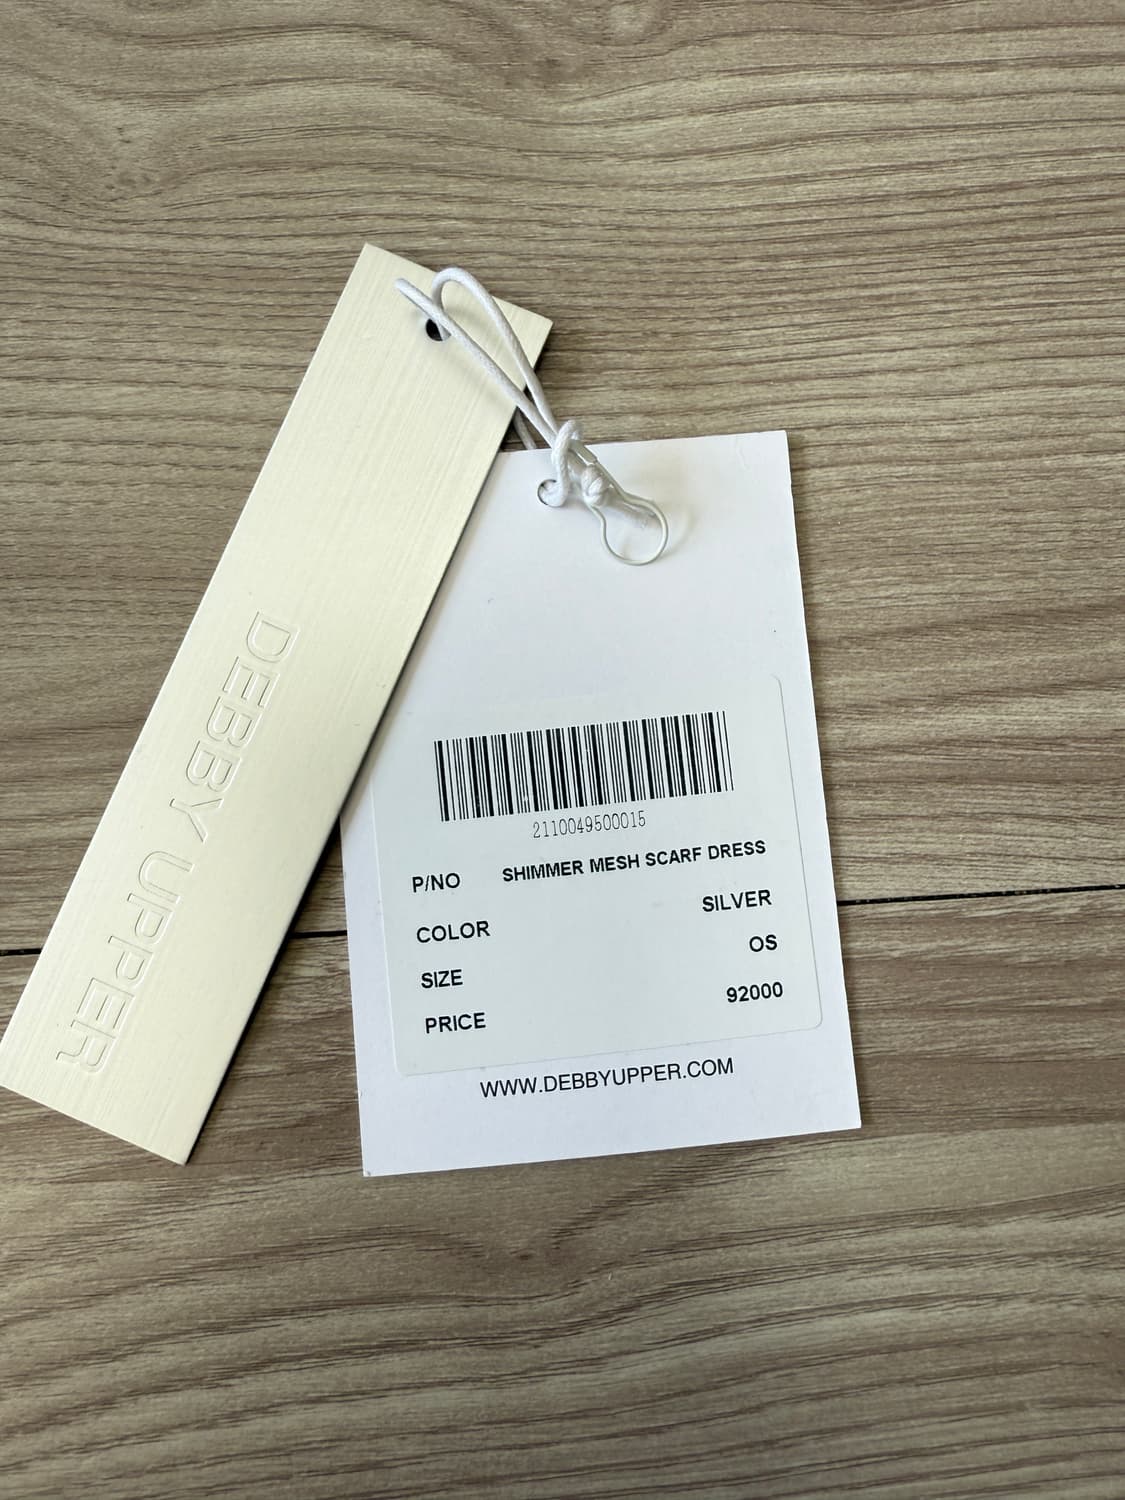 DEBBY UPPER
2110049500015
P/NO SHIMMER MESH SCARF DRESS
COLOR SILVER
SIZE OS
PRICE 92000
WWW.DEBBYUPPER.COM